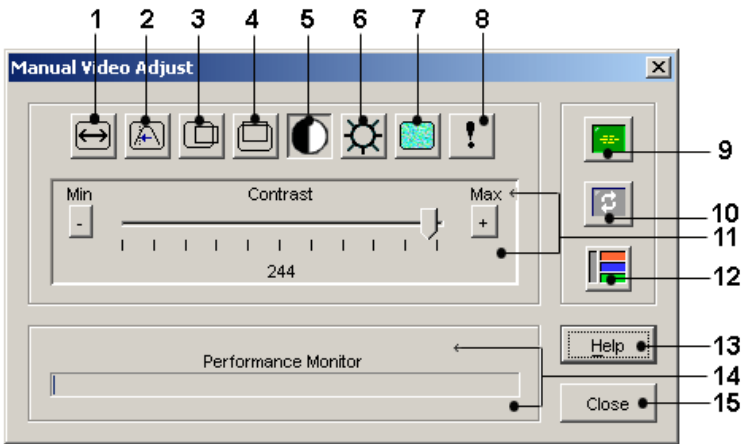 1 2 3 4 5 6 7 8
Manual Video Adjust
9
Min Contrast Max
10
- +
11
244
12
Help 13
Performance Monitor
14
Close 15